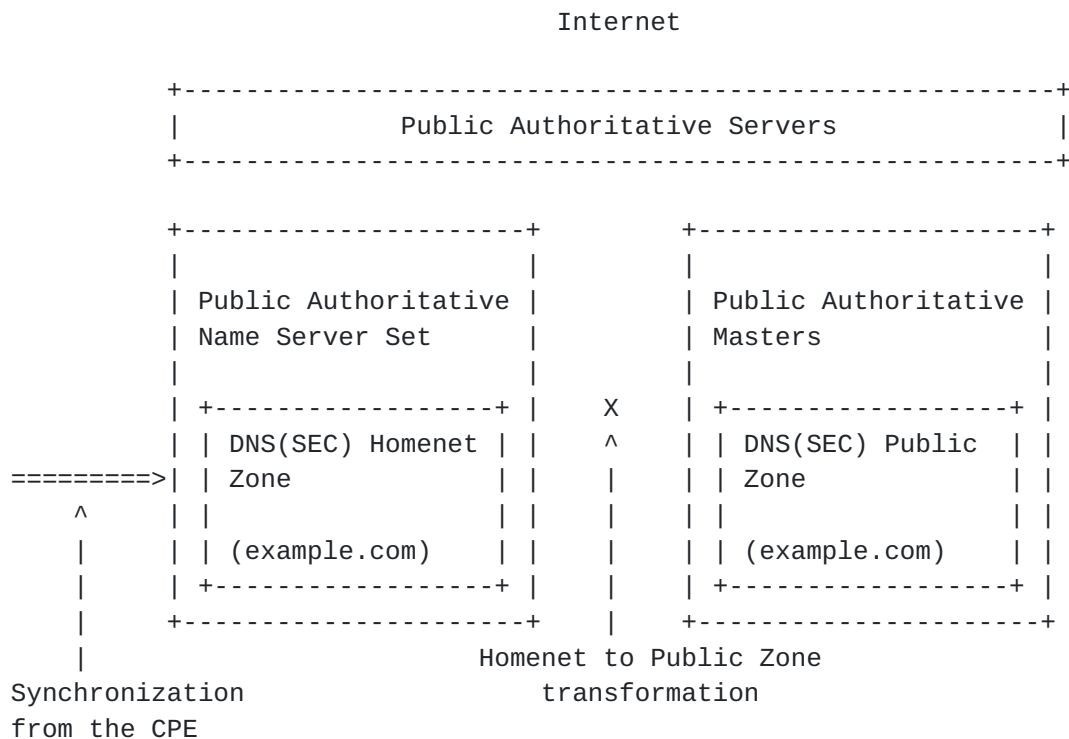 Internet
Public Authoritative Servers
Public Authoritative
Name Server Set
Public Authoritative
Masters
X
DNS(SEC) Homenet
Zone
(example.com)
DNS(SEC) Public
Zone
(example.com)
Homenet to Public Zone
transformation
Synchronization
from the CPE